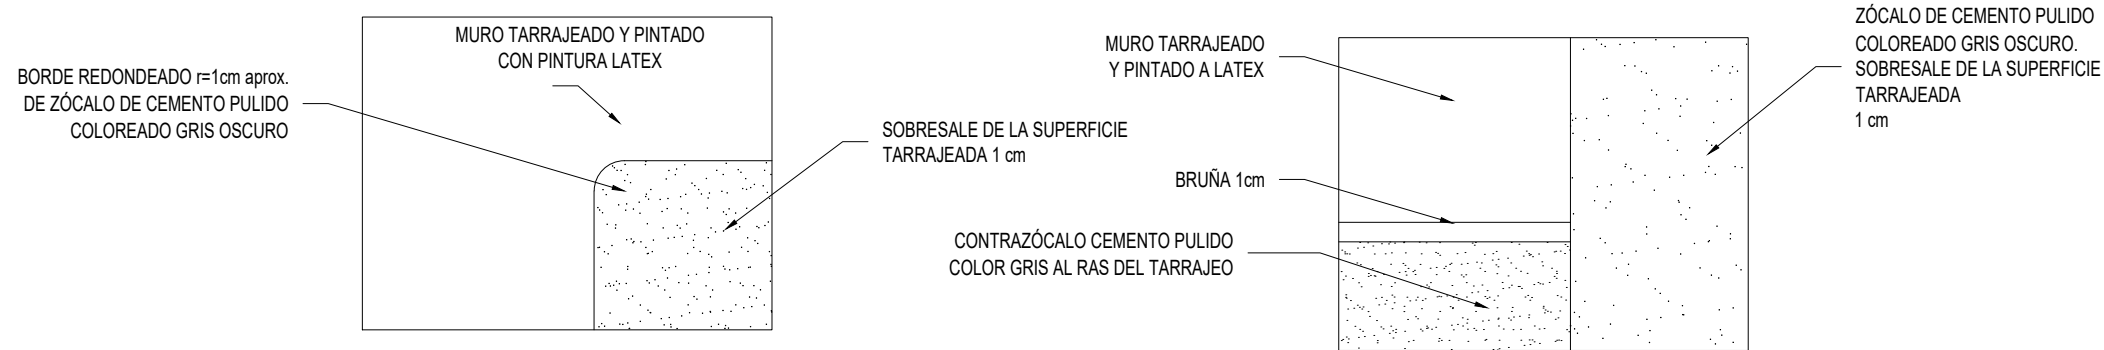 MURO TARRAJEADO Y PINTADO
CON PINTURA LATEX
BORDE REDONDEADO r=1cm aprox.
DE ZÓCALO DE CEMENTO PULIDO
COLOREADO GRIS OSCURO
SOBRESALE DE LA SUPERFICIE
TARRAJEADA 1 cm
MURO TARRAJEADO
Y PINTADO A LATEX
BRUÑA 1cm
CONTRAZÓCALO CEMENTO PULIDO
COLOR GRIS AL RAS DEL TARRAJEO
ZÓCALO DE CEMENTO PULIDO
COLOREADO GRIS OSCURO.
SOBRESALE DE LA SUPERFICIE
TARRAJEADA
1 cm